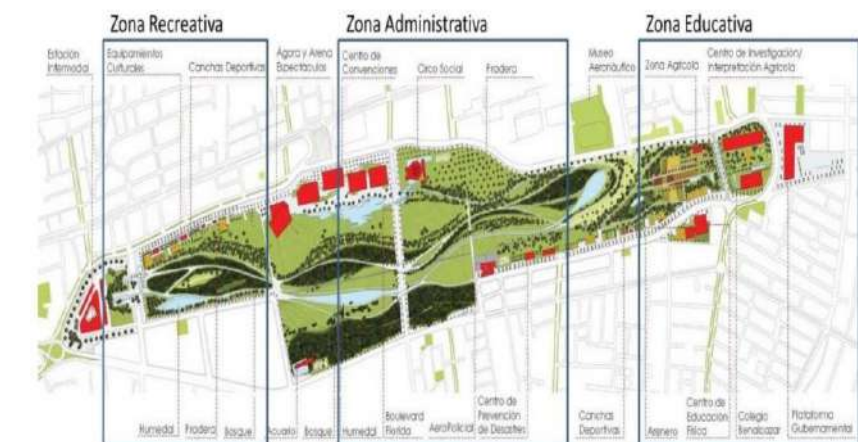 Zona Recreativa
Zona Administrativa
Zona Educativa
Estación
Intermodal
Equipamientos
Culturales
Canchas Deportivas
Ágora y Arena
Espectáculos
Centro de
Convenciones
Circo Social
Pradera
Museo
Aeronáutico
Zona Agrícola
Centro de Investigación/
Interpretación Agrícola
Humedal
Pradera
Bosque
Acuario
Bosque
Humedal
Boulevard
Florida
AeroPolicial
Centro de
Prevención
de Desastres
Canchas
Deportivas
Arenero
Centro de
Educación
Física
Colegio
Benalcazar
Plataforma
Gubernamental